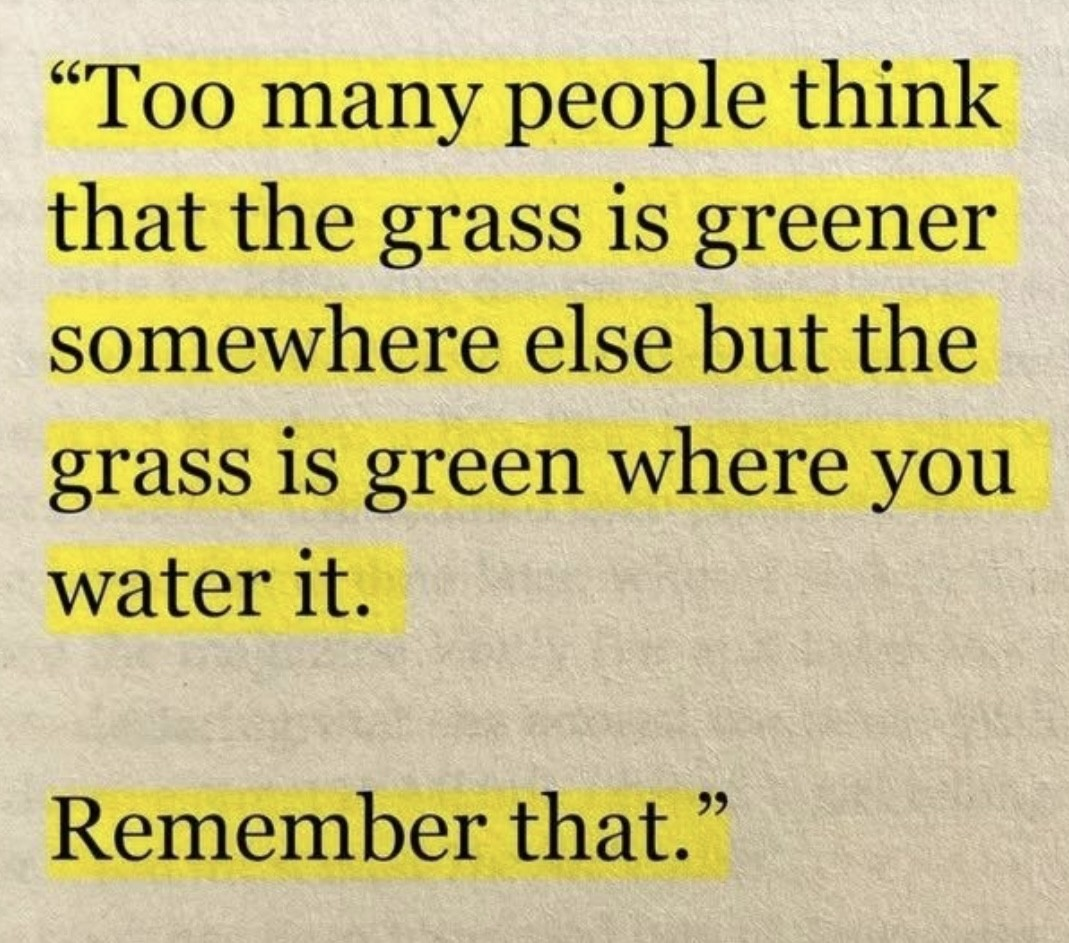 “Too many people think
that the grass is greener
somewhere else but the
grass is green where you
water it.
Remember that.”